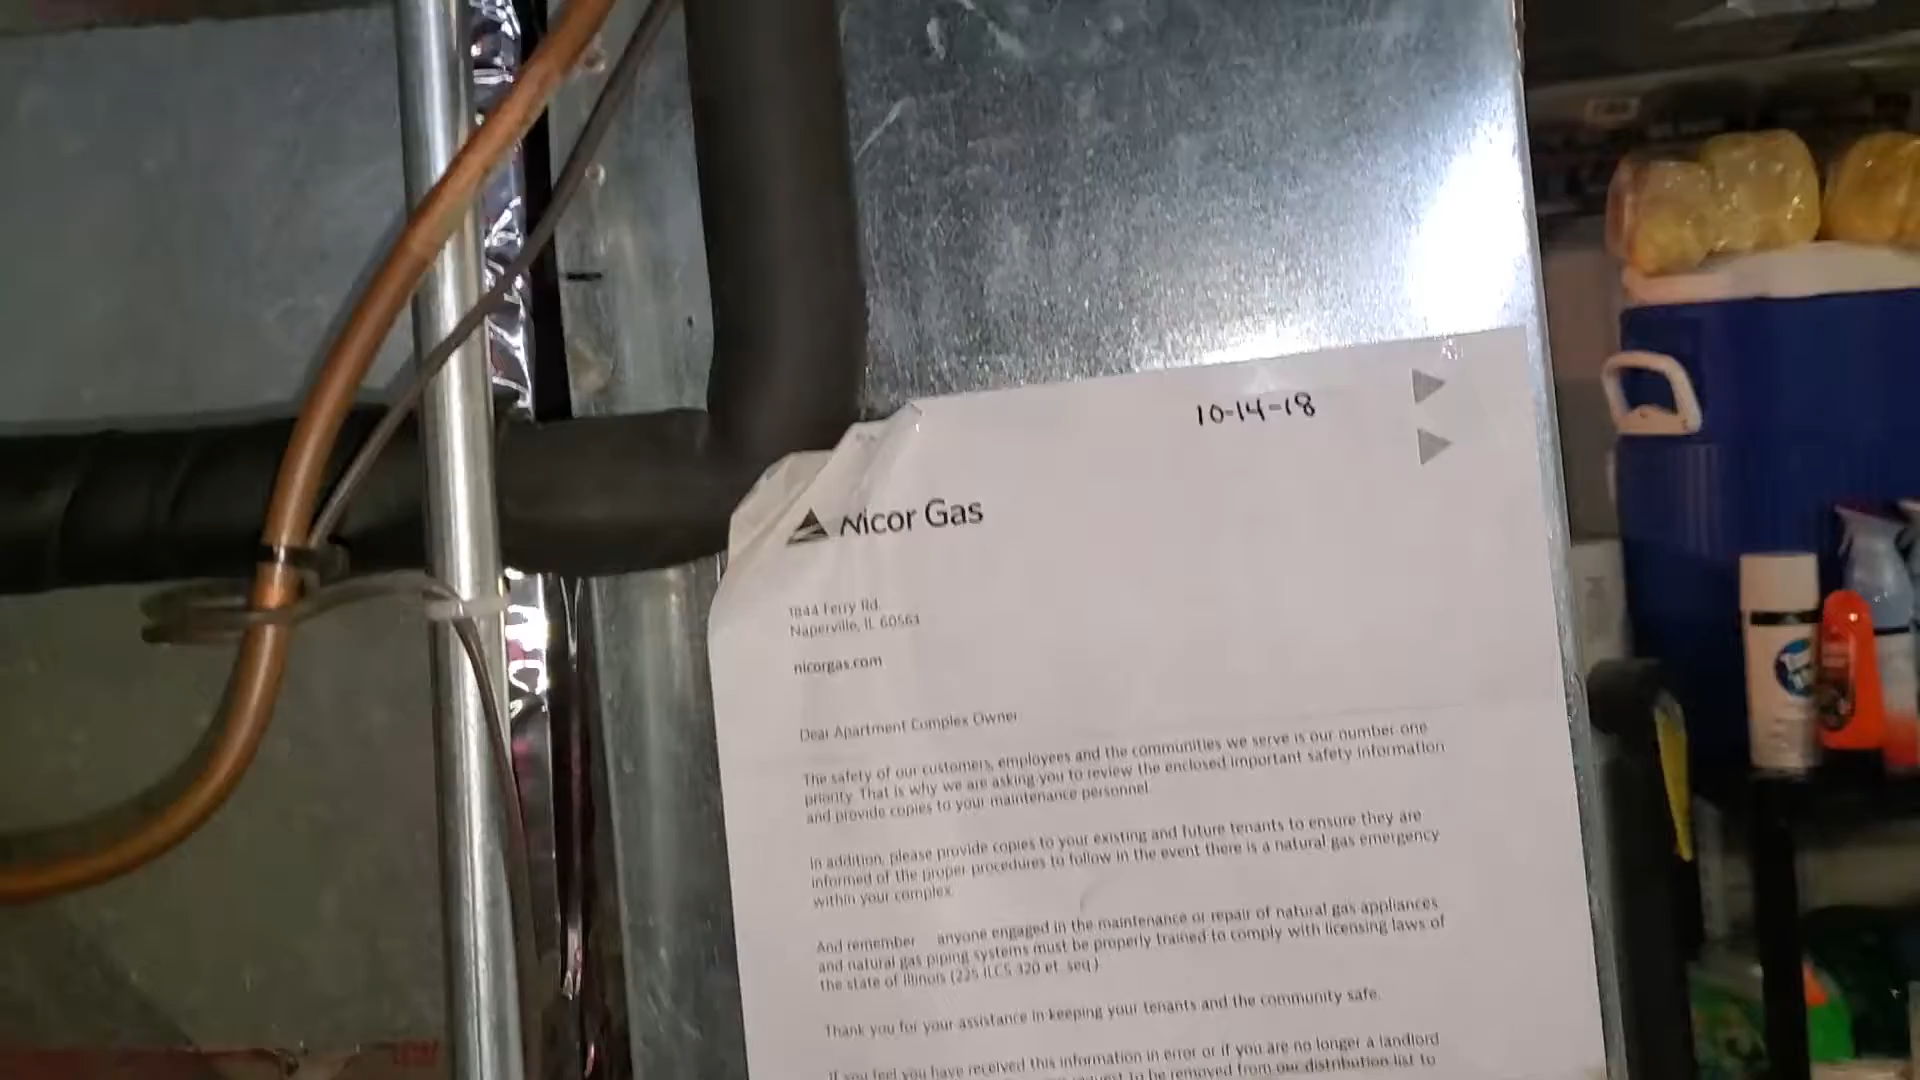 10-14-18
Nicor Gas
1844 Ferry Rd.
Naperville, IL 60563
nicorgas.com
Dear Apartment Complex Owner
The safety of our customers, employees and the communities we serve is our number one
priority. That is why we are asking you to review the enclosed important safety information
and provide copies to your maintenance personnel.
In addition, please provide copies to your existing and future tenants to ensure they are
informed of the proper procedures to follow in the event there is a natural gas emergency
within your complex.
And remember anyone engaged in the maintenance or repair of natural gas appliances
and natural gas piping systems must be properly trained to comply with licensing laws of
the state of Illinois (225 ILCS 320 et. seq.)
Thank you for your assistance in keeping your tenants and the community safe.
If you feel you have received this information in error or if you are no longer a landlord
request to be removed from our distribution list to